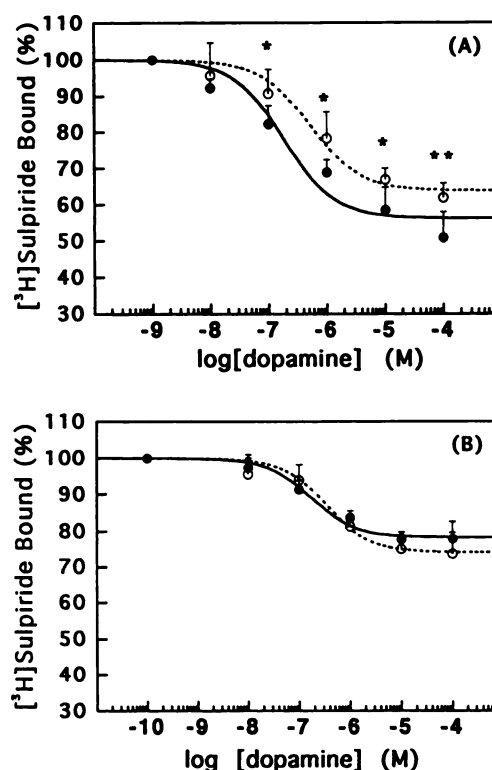 [³H]Sulpiride Bound (%)
110
100
90
80
70
60
50
40
30
(A)
*
*
*
**
-9 -8 -7 -6 -5 -4
log[dopamine] (M)
[³H]Sulpiride Bound (%)
110
100
90
80
70
60
50
40
30
(B)
-10 -9 -8 -7 -6 -5 -4
log [dopamine] (M)